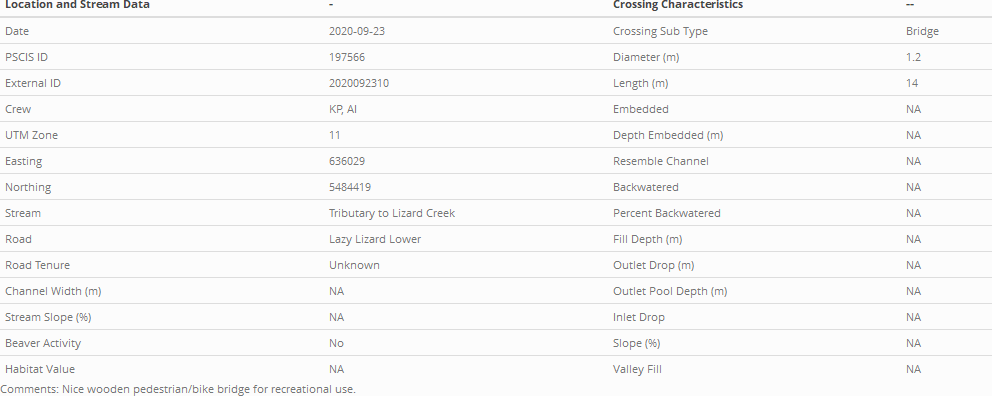 Location and Stream Data - Crossing Characteristics --
Date 2020-09-23 Crossing Sub Type Bridge
PSCIS ID 197566 Diameter (m) 1.2
External ID 2020092310 Length (m) 14
Crew KP, AI Embedded NA
UTM Zone 11 Depth Embedded (m) NA
Easting 636029 Resemble Channel NA
Northing 5484419 Backwatered NA
Stream Tributary to Lizard Creek Percent Backwatered NA
Road Lazy Lizard Lower Fill Depth (m) NA
Road Tenure Unknown Outlet Drop (m) NA
Channel Width (m) NA Outlet Pool Depth (m) NA
Stream Slope (%) NA Inlet Drop NA
Beaver Activity No Slope (%) NA
Habitat Value NA Valley Fill NA
Comments: Nice wooden pedestrian/bike bridge for recreational use.